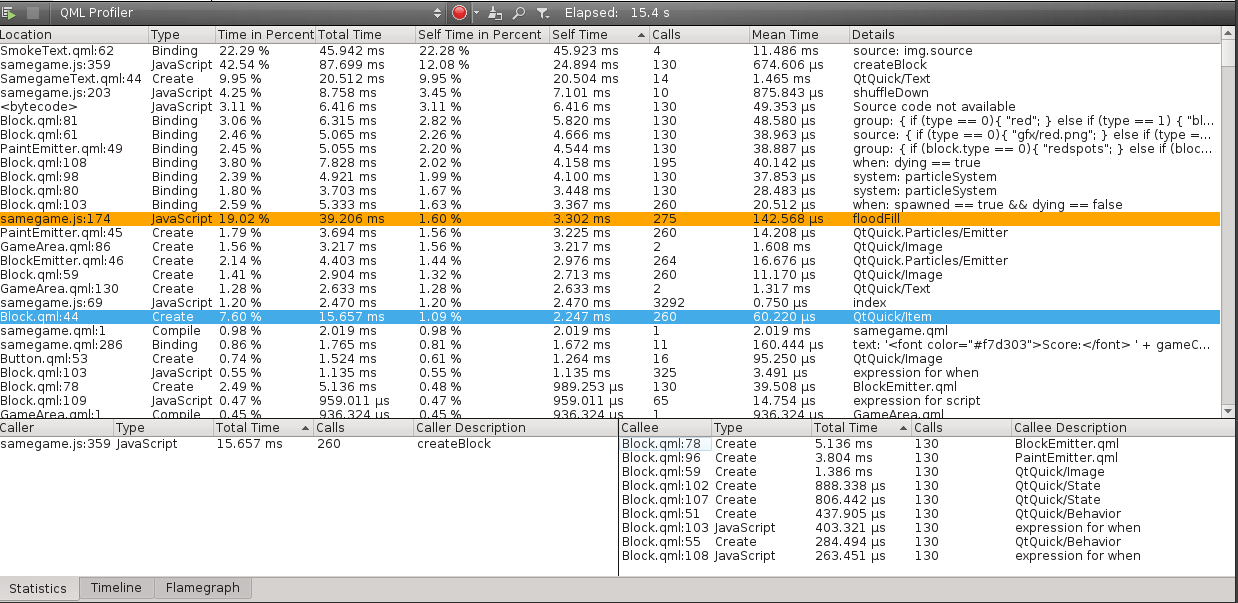 QML Profiler Elapsed: 15.4 s
Location Type Time in Percent Total Time Self Time in Percent Self Time Calls Mean Time Details
SmokeText.qml:62 Binding 22.29 % 45.942 ms 22.28 % 45.923 ms 4 11.486 ms source: img.source
samegame.js:359 JavaScript 42.54 % 87.699 ms 12.08 % 24.894 ms 130 674.606 µs createBlock
SamegameText.qml:44 Create 9.95 % 20.512 ms 9.95 % 20.504 ms 14 1.465 ms QtQuick/Text
samegame.js:203 JavaScript 4.25 % 8.758 ms 3.45 % 7.101 ms 10 875.843 µs shuffleDown
<bytecode> JavaScript 3.11 % 6.416 ms 3.11 % 6.416 ms 130 49.353 µs Source code not available
Block.qml:81 Binding 3.06 % 6.315 ms 2.82 % 5.820 ms 130 48.580 µs group: { if (type == 0){ "red"; } else if (type == 1) { "bl...
Block.qml:61 Binding 2.46 % 5.065 ms 2.26 % 4.666 ms 130 38.963 µs source: { if (type == 0){ "gfx/red.png"; } else if (type =...
PaintEmitter.qml:49 Binding 2.45 % 5.055 ms 2.20 % 4.544 ms 130 38.887 µs group: { if (block.type == 0){ "redspots"; } else if (bloc...
Block.qml:108 Binding 3.80 % 7.828 ms 2.02 % 4.158 ms 195 40.142 µs when: dying == true
Block.qml:98 Binding 2.39 % 4.921 ms 1.99 % 4.100 ms 130 37.853 µs system: particleSystem
Block.qml:80 Binding 1.80 % 3.703 ms 1.67 % 3.448 ms 130 28.483 µs system: particleSystem
Block.qml:103 Binding 2.59 % 5.333 ms 1.63 % 3.367 ms 260 20.512 µs when: spawned == true && dying == false
samegame.js:174 JavaScript 19.02 % 39.206 ms 1.60 % 3.302 ms 275 142.568 µs floodFill
PaintEmitter.qml:45 Create 1.79 % 3.694 ms 1.56 % 3.225 ms 260 14.208 µs QtQuick.Particles/Emitter
GameArea.qml:86 Create 1.56 % 3.217 ms 1.56 % 3.217 ms 2 1.608 ms QtQuick/Image
BlockEmitter.qml:46 Create 2.14 % 4.403 ms 1.44 % 2.976 ms 264 16.676 µs QtQuick.Particles/Emitter
Block.qml:59 Create 1.41 % 2.904 ms 1.32 % 2.713 ms 260 11.170 µs QtQuick/Image
GameArea.qml:130 Create 1.28 % 2.633 ms 1.28 % 2.633 ms 2 1.317 ms QtQuick/Text
samegame.js:69 JavaScript 1.20 % 2.470 ms 1.20 % 2.470 ms 3292 0.750 µs index
Block.qml:44 Create 7.60 % 15.657 ms 1.09 % 2.247 ms 260 60.220 µs QtQuick/Item
samegame.qml:1 Compile 0.98 % 2.019 ms 0.98 % 2.019 ms 1 2.019 ms samegame.qml
samegame.qml:286 Binding 0.86 % 1.765 ms 0.81 % 1.672 ms 11 160.444 µs text: '<font color="#f7d303">Score:</font> ' + gameC...
Button.qml:53 Create 0.74 % 1.524 ms 0.61 % 1.264 ms 16 95.250 µs QtQuick/Image
Block.qml:103 JavaScript 0.55 % 1.135 ms 0.55 % 1.135 ms 325 3.491 µs expression for when
Block.qml:78 Create 2.49 % 5.136 ms 0.48 % 989.253 µs 130 39.508 µs BlockEmitter.qml
Block.qml:109 JavaScript 0.47 % 959.011 µs 0.47 % 959.011 µs 65 14.754 µs expression for script
GameArea.qml:1 Compile 0.45 % 936.324 µs 0.45 % 936.324 µs 1 936.324 µs GameArea.qml
Caller Type Total Time Calls Caller Description
samegame.js:359 JavaScript 15.657 ms 260 createBlock
Callee Type Total Time Calls Callee Description
Block.qml:78 Create 5.136 ms 130 BlockEmitter.qml
Block.qml:96 Create 3.804 ms 130 PaintEmitter.qml
Block.qml:59 Create 1.386 ms 130 QtQuick/Image
Block.qml:102 Create 888.338 µs 130 QtQuick/State
Block.qml:107 Create 806.442 µs 130 QtQuick/State
Block.qml:51 Create 437.905 µs 130 QtQuick/Behavior
Block.qml:103 JavaScript 403.321 µs 130 expression for when
Block.qml:55 Create 284.494 µs 130 QtQuick/Behavior
Block.qml:108 JavaScript 263.451 µs 130 expression for when
Statistics Timeline Flamegraph